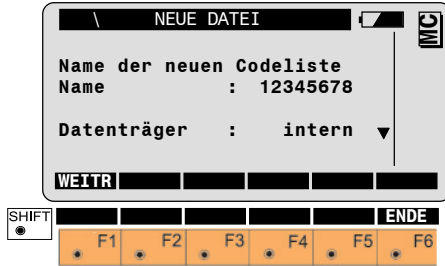 \ NEUE DATEI
MC
Name der neuen Codeliste
Name : 12345678
Datenträger : intern
WEITR
SHIFT
ENDE
F1 F2 F3 F4 F5 F6